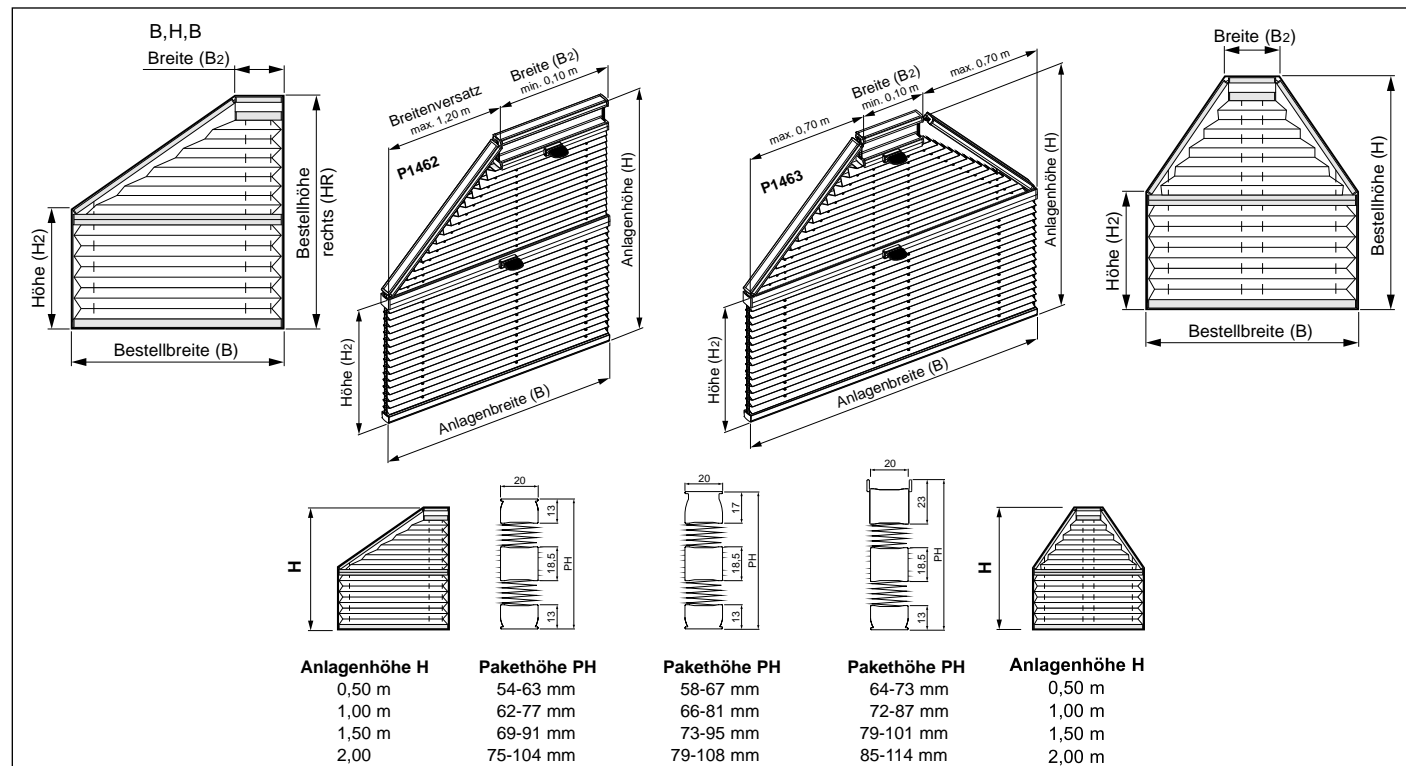 B,H,B
Breite (B2)
Höhe (H2)
Bestellhöhe
rechts (HR)
Bestellbreite (B)
Breitenversatz
max. 1,20 m
Breite (B2)
min. 0,10 m
P1462
Anlagenhöhe (H)
Höhe (H2)
Anlagenbreite (B)
max. 0,70 m
Breite (B2)
min. 0,10 m
max. 0,70 m
P1463
Anlagenhöhe (H)
Höhe (H2)
Anlagenbreite (B)
Breite (B2)
Höhe (H2)
Bestellhöhe (H)
Bestellbreite (B)
H
20
13
18,5
13
PH
20
17
18,5
13
PH
20
23
18,5
13
PH
H
Anlagenhöhe H Pakethöhe PH Pakethöhe PH Pakethöhe PH Anlagenhöhe H
0,50 m 54-63 mm 58-67 mm 64-73 mm 0,50 m
1,00 m 62-77 mm 66-81 mm 72-87 mm 1,00 m
1,50 m 69-91 mm 73-95 mm 79-101 mm 1,50 m
2,00 75-104 mm 79-108 mm 85-114 mm 2,00 m